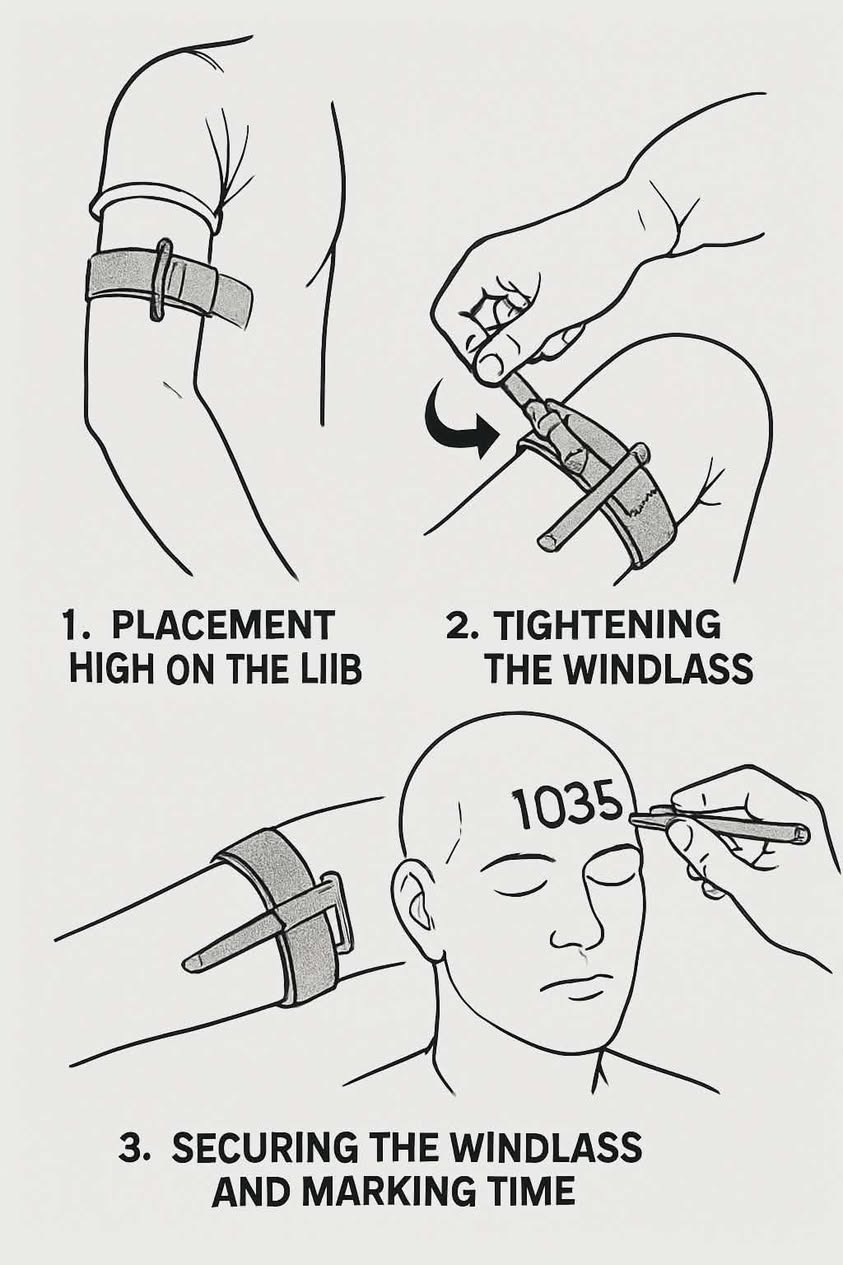 1. PLACEMENT
HIGH ON THE LIIB
2. TIGHTENING
THE WINDLASS
1035
3. SECURING THE WINDLASS
AND MARKING TIME